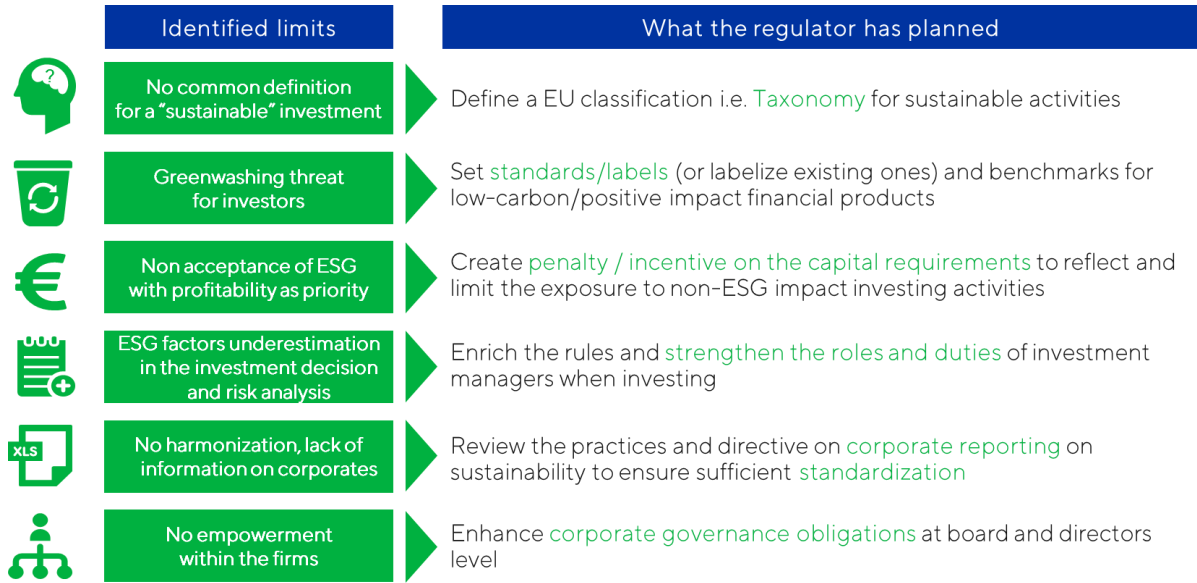 Identified limits
What the regulator has planned
?
No common definition
for a “sustainable” investment
Define a EU classification i.e. Taxonomy for sustainable activities
Greenwashing threat
for investors
Set standards/labels (or labelize existing ones) and benchmarks for
low-carbon/positive impact financial products
€
Non acceptance of ESG
with profitability as priority
Create penalty / incentive on the capital requirements to reflect and
limit the exposure to non-ESG impact investing activities
ESG factors underestimation
in the investment decision
and risk analysis
Enrich the rules and strengthen the roles and duties of investment
managers when investing
XLS
No harmonization, lack of
information on corporates
Review the practices and directive on corporate reporting on
sustainability to ensure sufficient standardization
No empowerment
within the firms
Enhance corporate governance obligations at board and directors
level